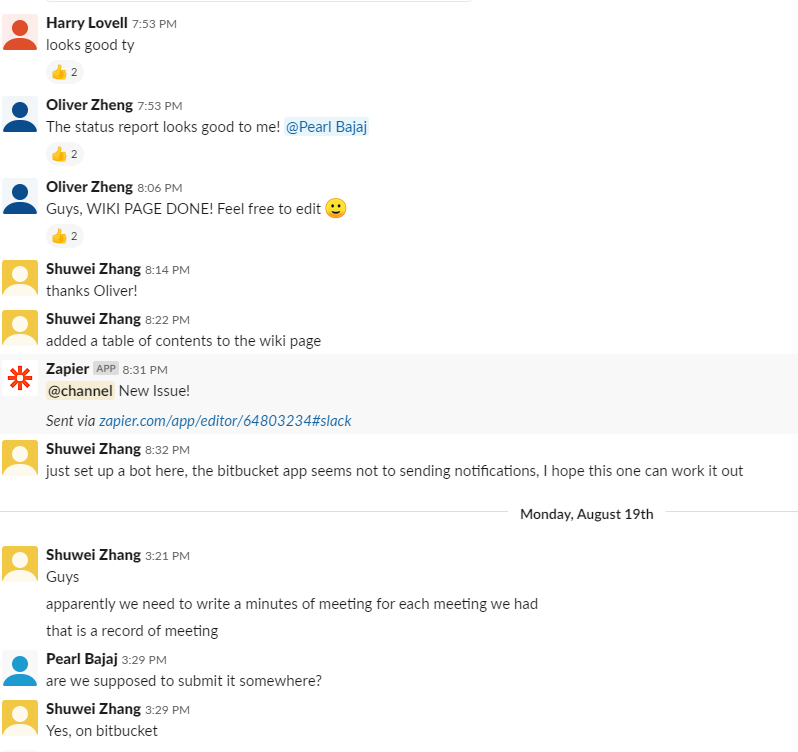 Harry Lovell 7:53 PM
looks good ty
👍 2
Oliver Zheng 7:53 PM
The status report looks good to me! @Pearl Bajaj
👍 2
Oliver Zheng 8:06 PM
Guys, WIKI PAGE DONE! Feel free to edit 🙂
👍 2
Shuwei Zhang 8:14 PM
thanks Oliver!
Shuwei Zhang 8:22 PM
added a table of contents to the wiki page
Zapier APP 8:31 PM
@channel New Issue!
Sent via zapier.com/app/editor/64803234#slack
Shuwei Zhang 8:32 PM
just set up a bot here, the bitbucket app seems not to sending notifications, I hope this one can work it out
Monday, August 19th
Shuwei Zhang 3:21 PM
Guys
apparently we need to write a minutes of meeting for each meeting we had
that is a record of meeting
Pearl Bajaj 3:29 PM
are we supposed to submit it somewhere?
Shuwei Zhang 3:29 PM
Yes, on bitbucket